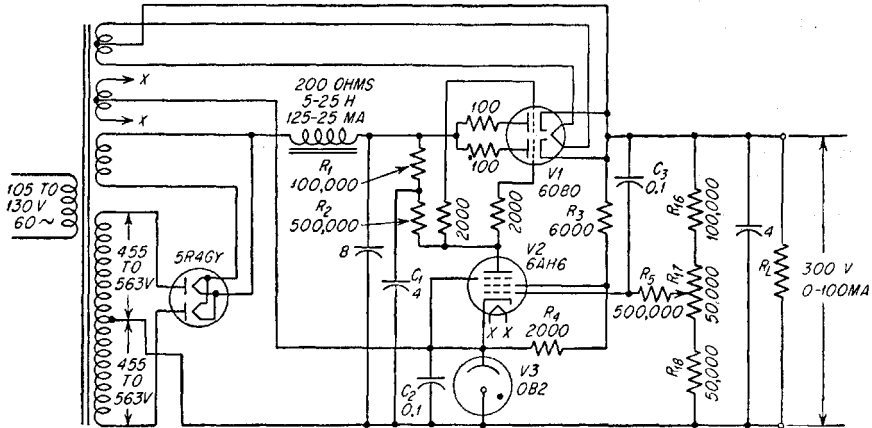 X
X
200 OHMS
5-25 H
125-25 MA
105 TO
130 V
60~
455
TO
563V
455
TO
563V
5R4GY
R1
100,000
R2
500,000
8
C1
4
2000
2000
100
100
V1
6080
V2
6AH6
R3
6000
C3
0.1
R5
500,000
R4
2000
X X
C2
0.1
V3
OB2
R16
100,000
R17
50,000
R18
50,000
4
RL
300 V
0-100MA